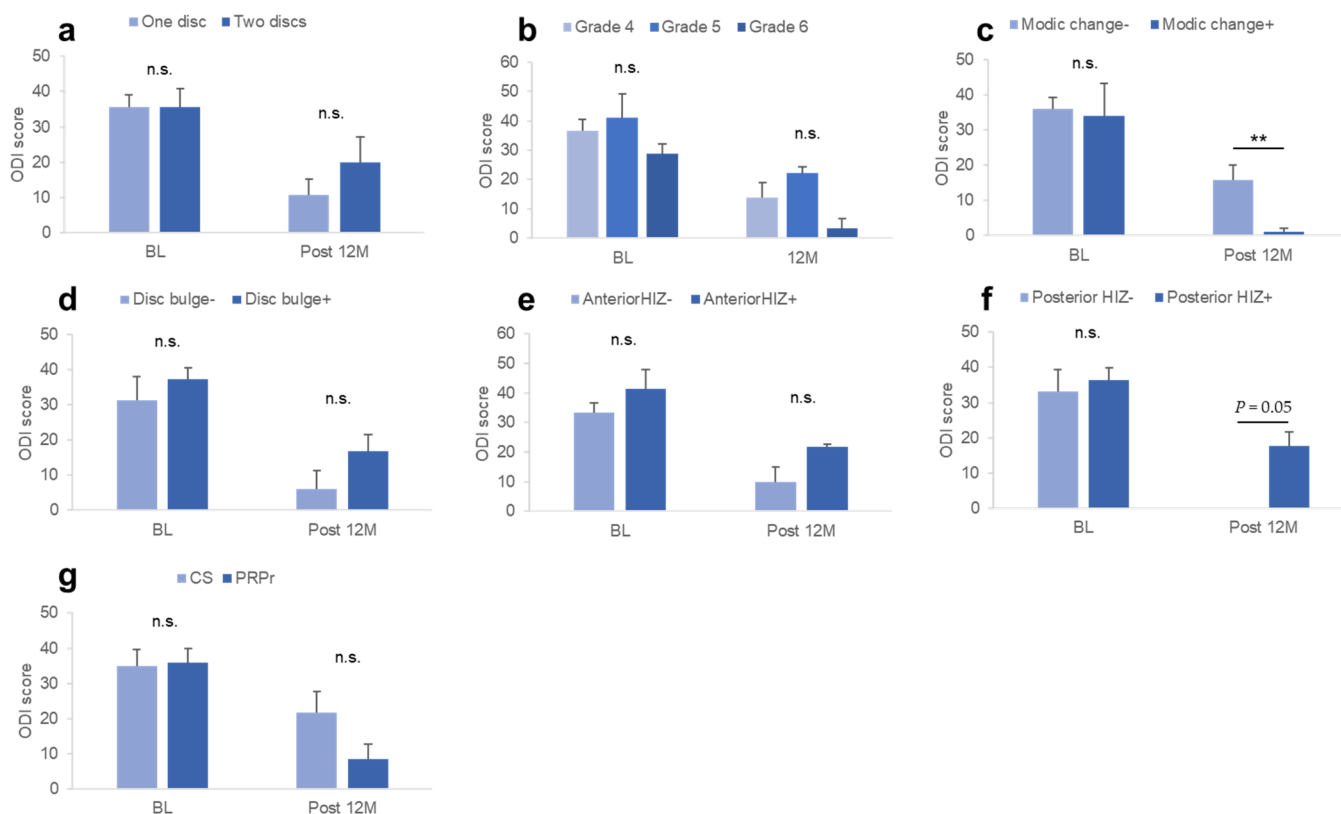 a
One disc Two discs
50
40
30
20
10
0
ODI score
n.s.
n.s.
BL Post 12M
b
Grade 4 Grade 5 Grade 6
60
50
40
30
20
10
0
ODI score
n.s.
n.s.
BL 12M
c
Modic change- Modic change+
50
40
30
20
10
0
ODI score
n.s.
**
BL Post 12M
d
Disc bulge- Disc bulge+
50
40
30
20
10
0
ODI score
n.s.
n.s.
BL Post 12M
e
AnteriorHIZ- AnteriorHIZ+
60
50
40
30
20
10
0
ODI socre
n.s.
n.s.
BL Post 12M
f
Posterior HIZ- Posterior HIZ+
50
40
30
20
10
0
ODI score
n.s.
P = 0.05
BL Post 12M
g
CS PRPr
50
40
30
20
10
0
ODI score
n.s.
n.s.
BL Post 12M